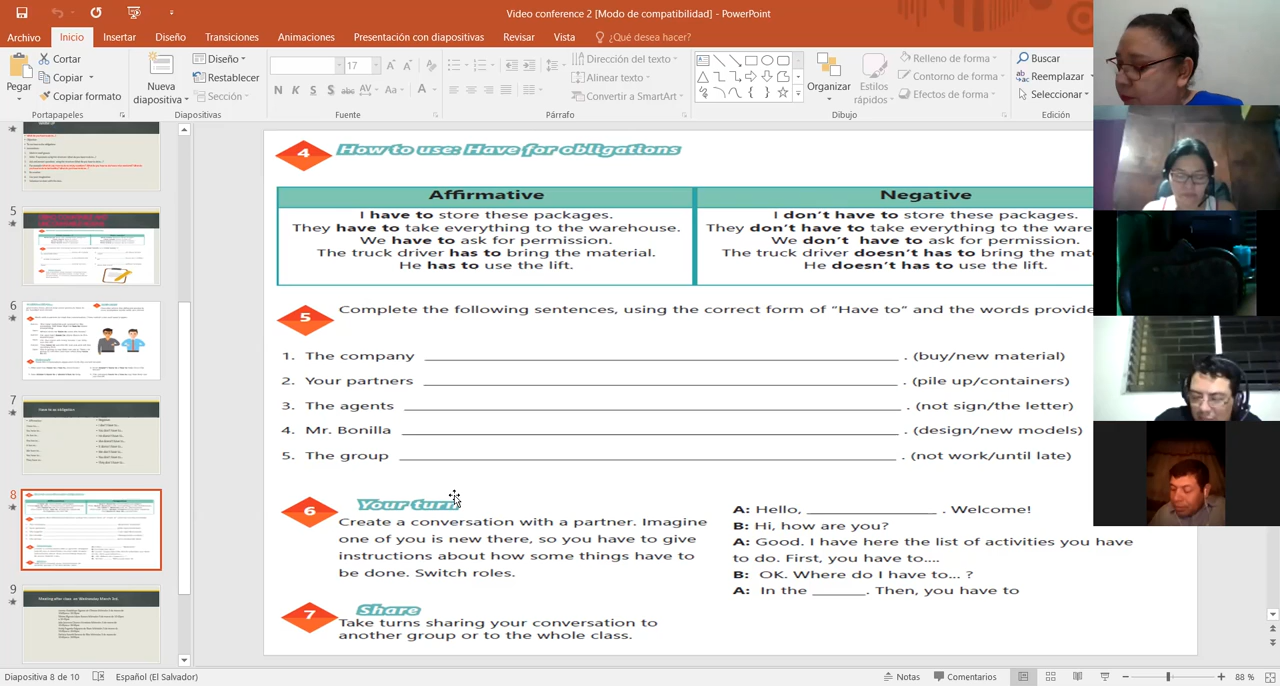 Video conference 2 [Modo de compatibilidad] - PowerPoint
Archivo Inicio Insertar Diseño Transiciones Animaciones Presentación con diapositivas Revisar Vista ¿Qué desea hacer?
Pegar
Cortar
Copiar
Copiar formato
Portapapeles
Nueva diapositiva
Diseño
Restablecer
Sección
Diapositivas
17
N K S S abc AV Aa A
Fuente
Dirección del texto
Alinear texto
Convertir a SmartArt
Párrafo
Organizar
Estilos rápidos
Relleno de forma
Contorno de forma
Efectos de forma
Dibujo
Buscar
Reemplazar
Seleccionar
Edición
5
6
7
8
9
4 How to use Have for obligations
Affirmative Negative
I have to store these packages. I don't have to store these packages.
They have to take everything to the warehouse. They don't have to take everything to the ware
We have to ask for permission. We don't have to ask for permission.
The truck driver has to bring the material. The truck driver doesn't has to bring the mate
He has to use the lift. He doesn't has to use the lift.
5 Complete the following sentences, using the correct form of "Have to" and the words provide
1. The company ______ . (buy/new material)
2. Your partners ______ . (pile up/containers)
3. The agents ______ . (not sign/the letter)
4. Mr. Bonilla ______ . (design/new models)
5. The group ______ . (not work/until late)
6 Your turn
Create a conversation with a partner. Imagine
one of you is not there, so you have to give
instructions about how some things have to
be done. Switch roles.
A: Hello, ______ . Welcome!
Hi, how are you?
Good. I have here the list of activities you have
to do. First, you have to....
B: OK. Where do I have to... ?
A: In the ______. Then, you have to
7 Share
another group or to the whole class.
Diapositiva 8 de 10 Español (El Salvador) Notas Comentarios 88 %